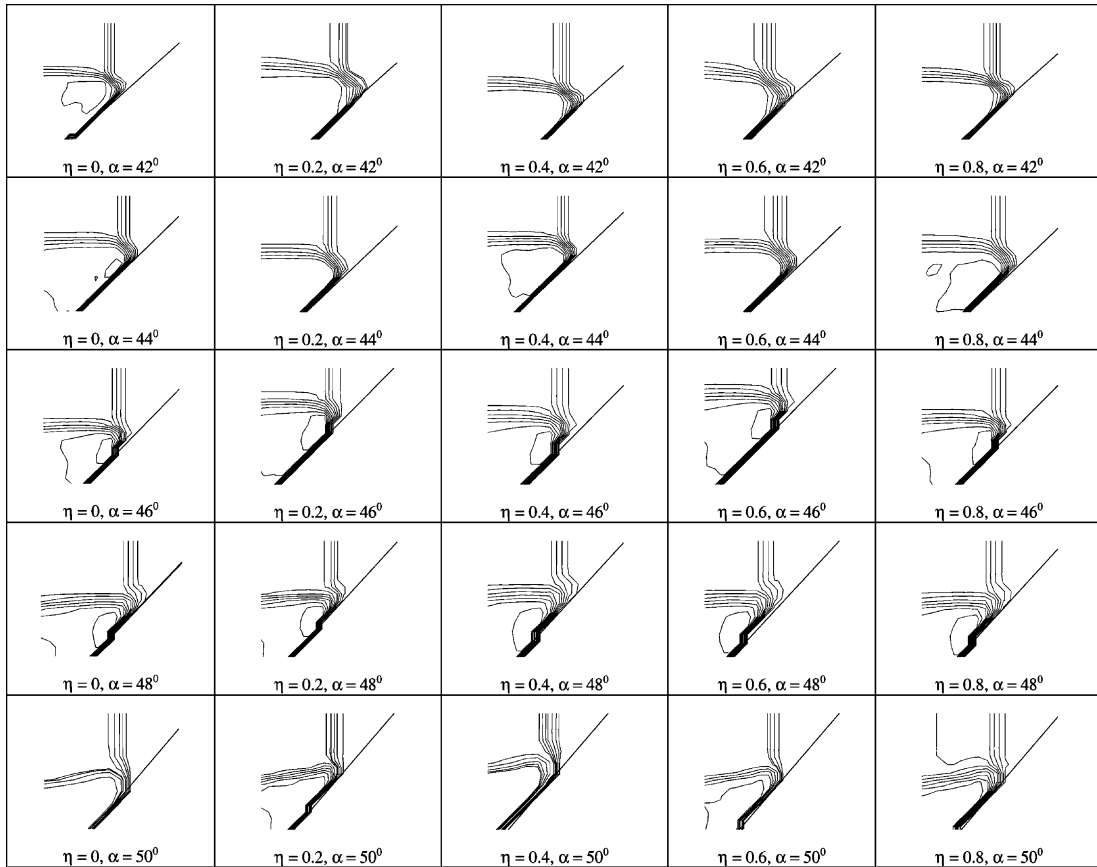 η = 0, α = 42⁰
η = 0.2, α = 42⁰
η = 0.4, α = 42⁰
η = 0.6, α = 42⁰
η = 0.8, α = 42⁰
η = 0, α = 44⁰
η = 0.2, α = 44⁰
η = 0.4, α = 44⁰
η = 0.6, α = 44⁰
η = 0.8, α = 44⁰
η = 0, α = 46⁰
η = 0.2, α = 46⁰
η = 0.4, α = 46⁰
η = 0.6, α = 46⁰
η = 0.8, α = 46⁰
η = 0, α = 48⁰
η = 0.2, α = 48⁰
η = 0.4, α = 48⁰
η = 0.6, α = 48⁰
η = 0.8, α = 48⁰
η = 0, α = 50⁰
η = 0.2, α = 50⁰
η = 0.4, α = 50⁰
η = 0.6, α = 50⁰
η = 0.8, α = 50⁰